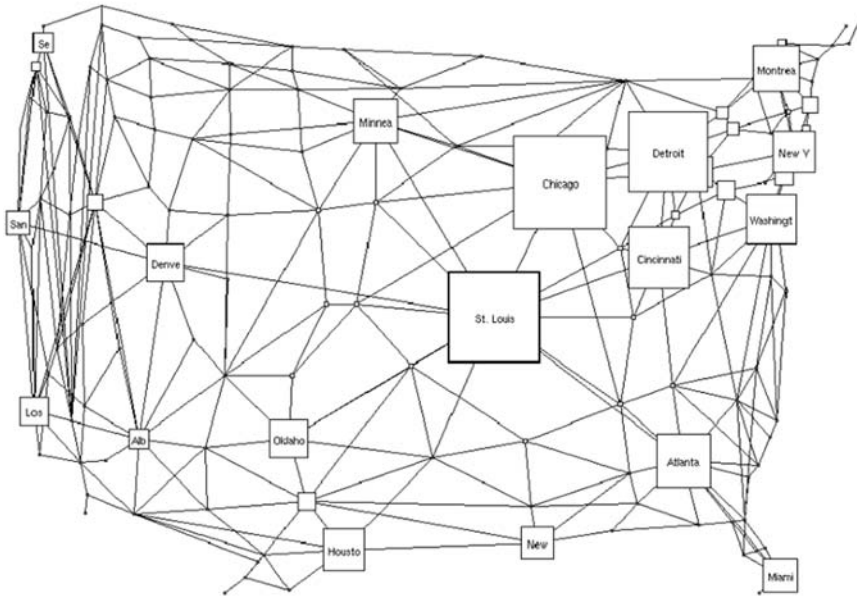 Se
Montrea
Minnea
Detroit
New Y
Chicago
San
Washingt
Denve
Cincinnati
St. Louis
Los
Alb
Oklaho
Atlanta
Housto
New
Miami